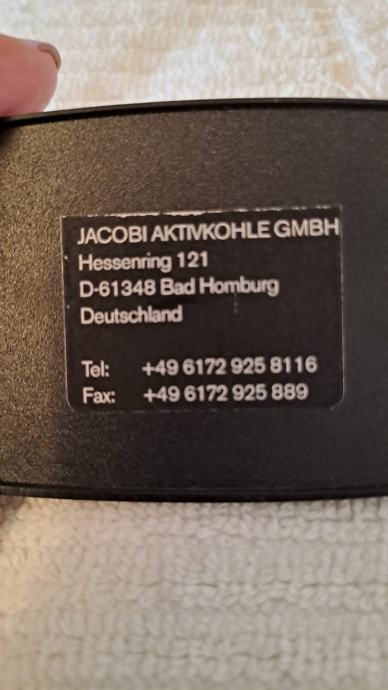 JACOBI AKTIVKOHLE GMBH
Hessenring 121
D-61348 Bad Homburg
Deutschland
Tel: +49 6172 925 8116
Fax: +49 6172 925 889